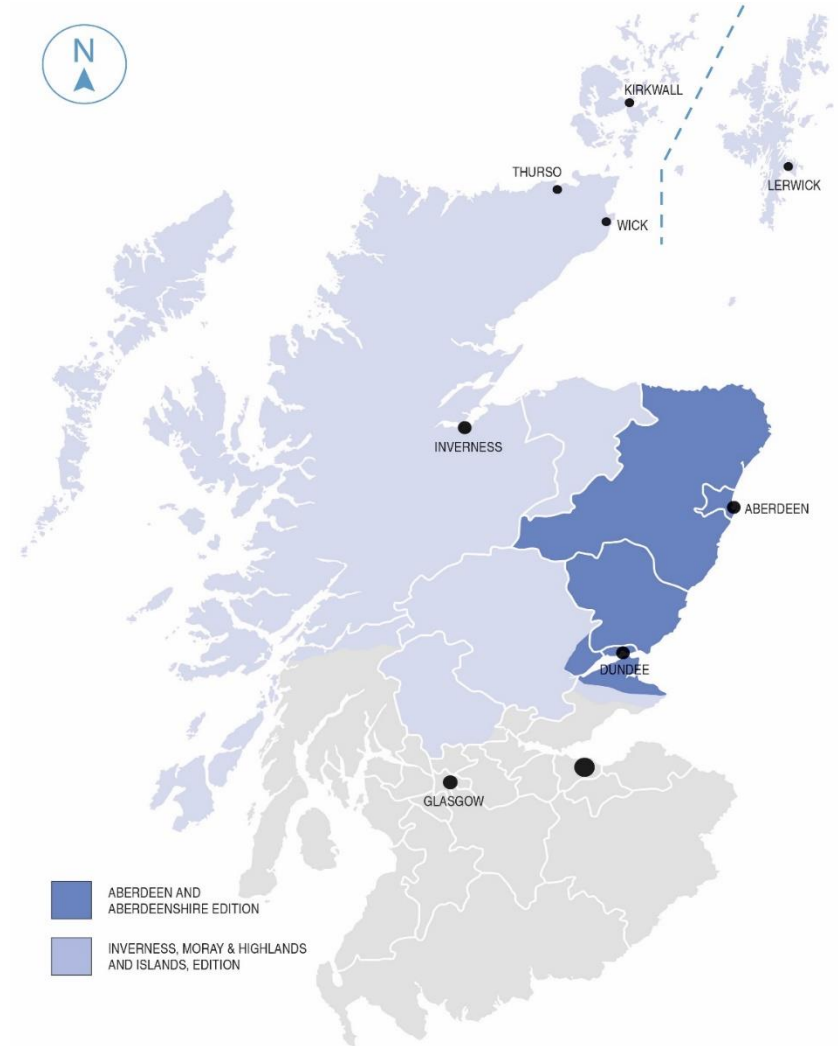 N
KIRKWALL
THURSO
LERWICK
WICK
INVERNESS
ABERDEEN
DUNDEE
GLASGOW
ABERDEEN AND
ABERDEENSHIRE EDITION
INVERNESS, MORAY & HIGHLANDS
AND ISLANDS, EDITION